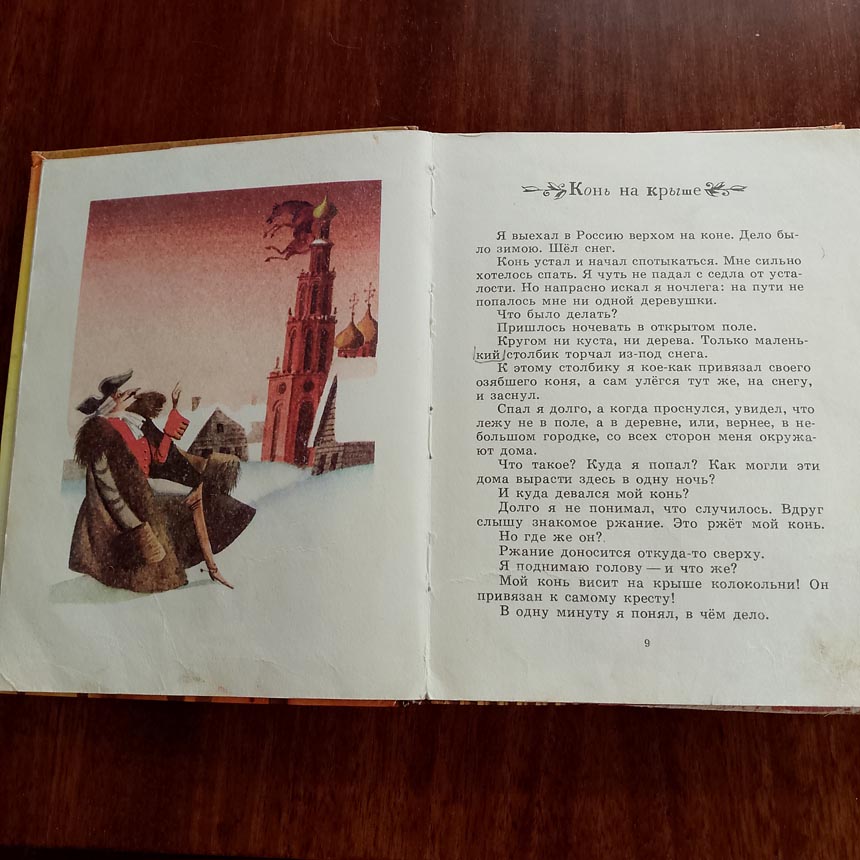 Конь на крыше
Я выехал в Россию верхом на коне. Дело бы-
ло зимою. Шёл снег.
Конь устал и начал спотыкаться. Мне сильно
хотелось спать. Я чуть не падал с седла от уста-
лости. Но напрасно искал я ночлега: на пути не
попалось мне ни одной деревушки.
Что было делать?
Пришлось ночевать в открытом поле.
Кругом ни куста, ни дерева. Только малень-
кий столбик торчал из-под снега.
К этому столбику я кое-как привязал своего
озябшего коня, а сам улёгся тут же, на снегу,
и заснул.
Спал я долго, а когда проснулся, увидел, что
лежу не в поле, а в деревне, или, вернее, в не-
большом городке, со всех сторон меня окружа-
ют дома.
Что такое? Куда я попал? Как могли эти
дома вырасти здесь в одну ночь?
И куда девался мой конь?
Долго я не понимал, что случилось. Вдруг
слышу знакомое ржание. Это ржёт мой конь.
Но где же он?
Ржание доносится откуда-то сверху.
Я поднимаю голову — и что же?
Мой конь висит на крыше колокольни! Он
привязан к самому кресту!
В одну минуту я понял, в чём дело.
9